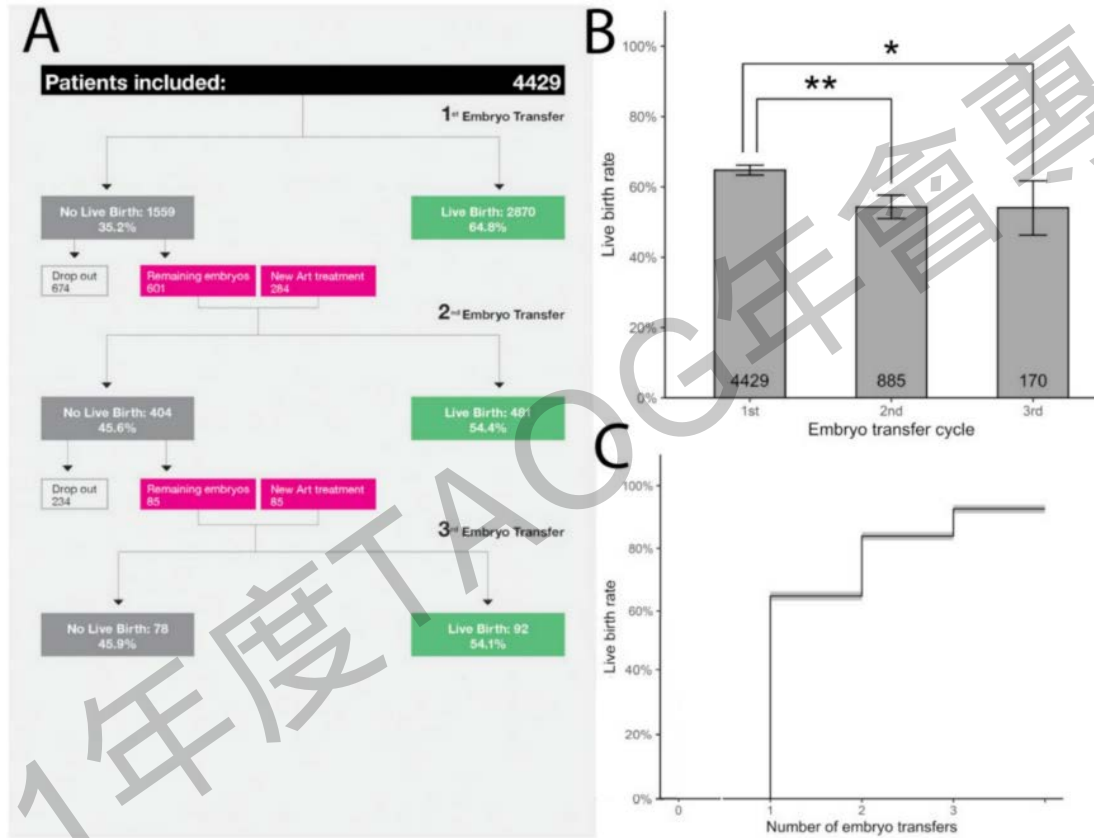 A
Patients included: 4429
1st Embryo Transfer
No Live Birth: 1559
35.2%
Live Birth: 2870
64.8%
Drop out
674
Remaining embryos
601
New Art treatment
284
2nd Embryo Transfer
No Live Birth: 404
45.6%
Live Birth: 481
54.4%
Drop out
234
Remaining embryos
85
New Art treatment
85
3rd Embryo Transfer
No Live Birth: 78
45.9%
Live Birth: 92
54.1%
B
100%
80%
60%
40%
20%
0%
Live birth rate
*
**
4429
885
170
1st
2nd
3rd
Embryo transfer cycle
C
100%
80%
60%
40%
20%
0%
Live birth rate
0
1
2
3
Number of embryo transfers
1年度TAOG年會惠